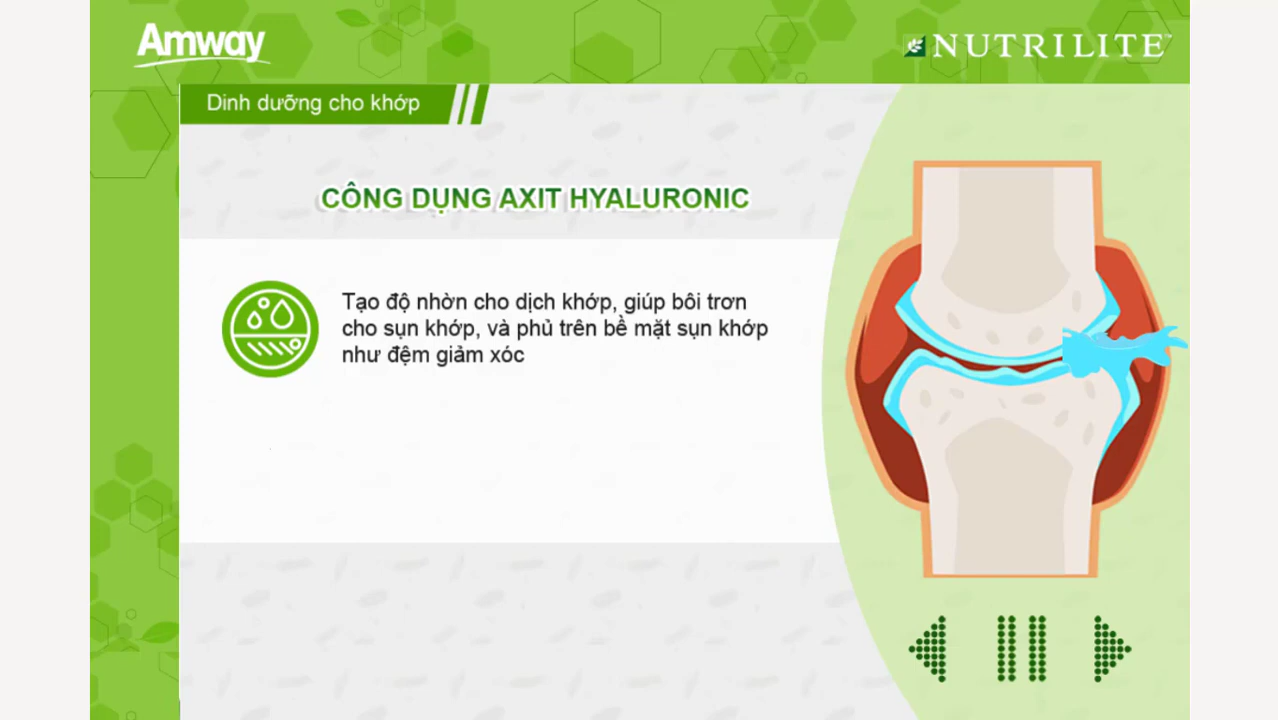 Amway
NUTRILITE™
Dinh dưỡng cho khớp
CÔNG DỤNG AXIT HYALURONIC
Tạo độ nhờn cho dịch khớp, giúp bôi trơn
cho sụn khớp, và phủ trên bề mặt sụn khớp
như đệm giảm xóc